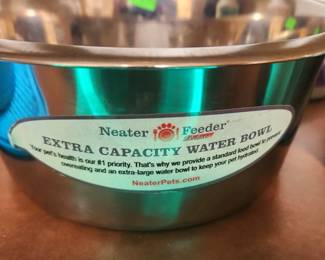 Neater Feeder
EXTRA CAPACITY WATER BOWL
Your pet's health is our #1 priority. That's why we provide a standard food bowl to prevent
overeating and an extra-large water bowl to keep your pet hydrated.
NeaterPets.com